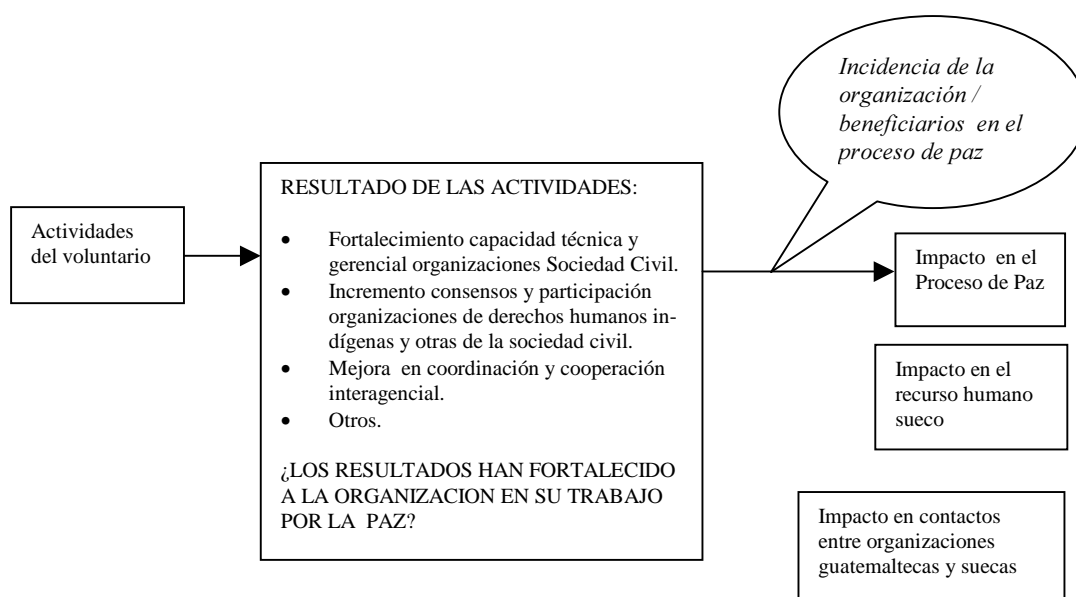 Actividades
del voluntario
RESULTADO DE LAS ACTIVIDADES:
• Fortalecimiento capacidad técnica y
gerencial organizaciones Sociedad Civil.
• Incremento consensos y participación
organizaciones de derechos humanos in-
dígenas y otras de la sociedad civil.
• Mejora en coordinación y cooperación
interagencial.
• Otros.
¿LOS RESULTADOS HAN FORTALECIDO
A LA ORGANIZACION EN SU TRABAJO
POR LA PAZ?
Incidencia de la
organización /
beneficiarios en el
proceso de paz
Impacto en el
Proceso de Paz
Impacto en el
recurso humano
sueco
Impacto en contactos
entre organizaciones
guatemaltecas y suecas